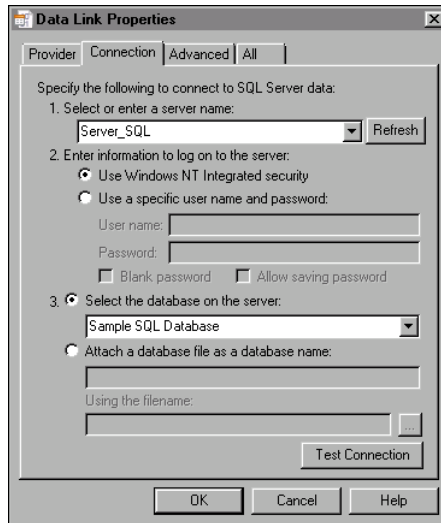 Data Link Properties
Provider Connection Advanced All
Specify the following to connect to SQL Server data:
1. Select or enter a server name:
Server_SQL Refresh
2. Enter information to log on to the server:
Use Windows NT Integrated security
Use a specific user name and password:
User name:
Password:
Blank password Allow saving password
3. Select the database on the server:
Sample SQL Database
Attach a database file as a database name:
Using the filename:
...
Test Connection
OK Cancel Help